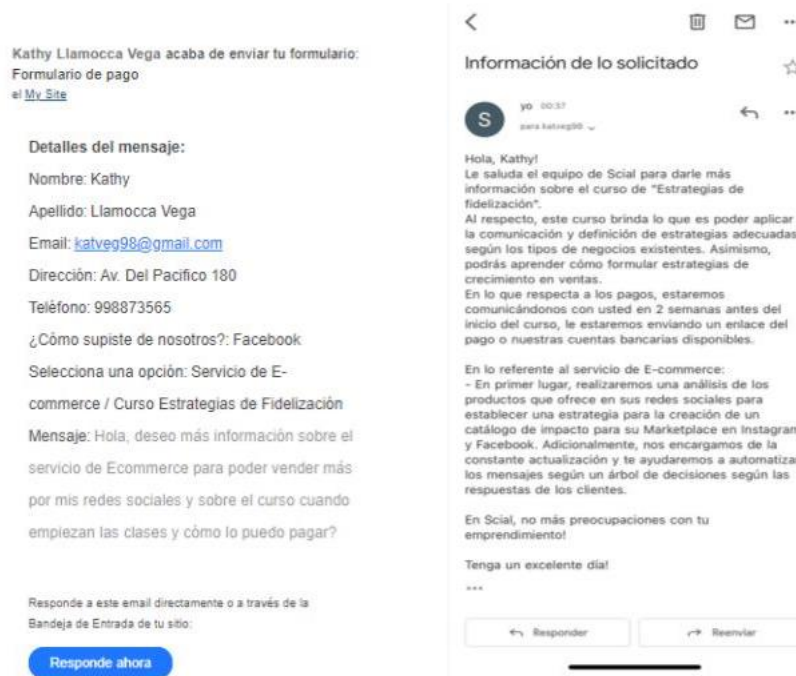 Kathy Llamocca Vega acaba de enviar tu formulario:
Formulario de pago
el My Site
Detalles del mensaje:
Nombre: Kathy
Apellido: Llamocca Vega
Email: katveg98@gmail.com
Dirección: Av. Del Pacifico 180
Teléfono: 998873565
¿Cómo supiste de nosotros?: Facebook
Selecciona una opción: Servicio de E-
commerce / Curso Estrategias de Fidelización
Mensaje: Hola, deseo más información sobre el
servicio de Ecommerce para poder vender más
por mis redes sociales y sobre el curso cuando
empiezan las clases y cómo lo puedo pagar?
Responde a este email directamente o a través de la
Bandeja de Entrada de tu sitio:
Responde ahora
Información de lo solicitado
S
yo 00:37
para katveg98
Hola, Kathy!
Le saluda el equipo de Scial para darle más
información sobre el curso de "Estrategias de
fidelización".
Al respecto, este curso brinda lo que es poder aplicar
la comunicación y definición de estrategias adecuadas
según los tipos de negocios existentes. Asimismo,
podrás aprender cómo formular estrategias de
crecimiento en ventas.
En lo que respecta a los pagos, estaremos
comunicándonos con usted en 2 semanas antes del
inicio del curso, le estaremos enviando un enlace del
pago o nuestras cuentas bancarias disponibles.
En lo referente al servicio de E-commerce:
- En primer lugar, realizaremos una análisis de los
productos que ofrece en sus redes sociales para
establecer una estrategia para la creación de un
catálogo de impacto para su Marketplace en Instagram
y Facebook. Adicionalmente, nos encargamos de la
constante actualización y te ayudaremos a automatizar
los mensajes según un árbol de decisiones según las
respuestas de los clientes.
En Scial, no más preocupaciones con tu
emprendimiento!
Tenga un excelente día!
Responder
Reenviar